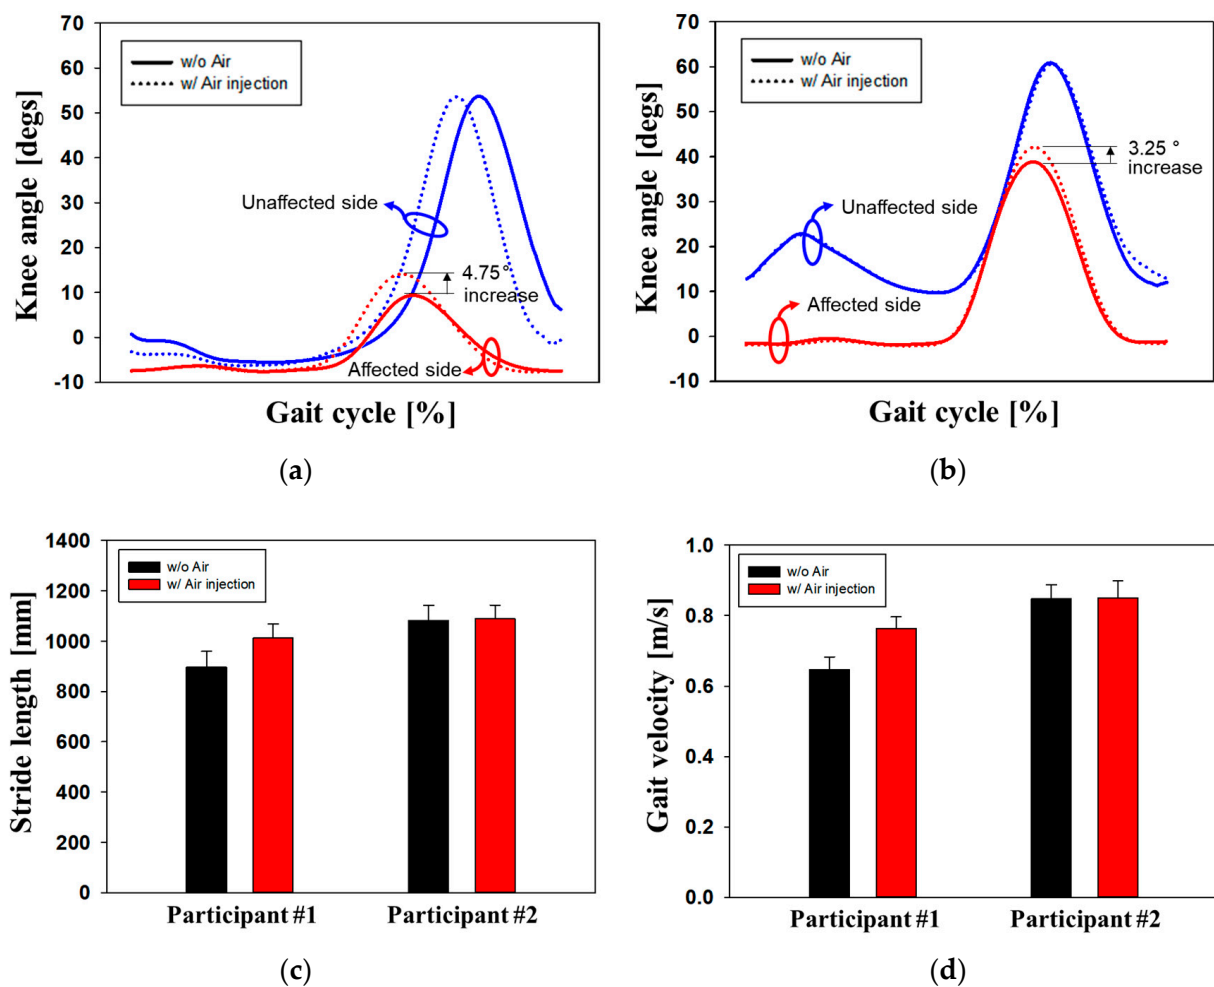 70
60
50
40
30
20
10
0
-10
Knee angle [degs]
w/o Air
w/ Air injection
Unaffected side
4.75°
increase
Affected side
Gait cycle [%]
(a)
70
60
50
40
30
20
10
0
-10
Knee angle [degs]
w/o Air
w/ Air injection
3.25 °
increase
Unaffected side
Affected side
Gait cycle [%]
(b)
1400
1200
1000
800
600
400
200
0
Stride length [mm]
w/o Air
w/ Air injection
Participant #1
Participant #2
(c)
1.0
0.8
0.6
0.4
0.2
0.0
Gait velocity [m/s]
w/o Air
w/ Air injection
Participant #1
Participant #2
(d)